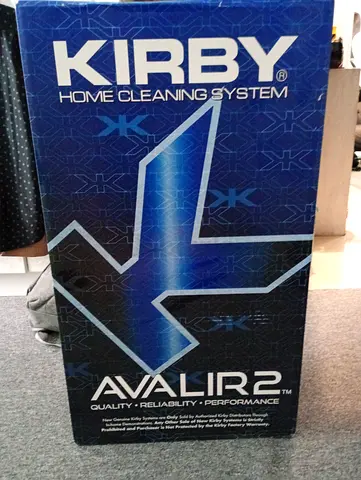 KIRBY®
HOME CLEANING SYSTEM
AVALIR2™
QUALITY • RELIABILITY • PERFORMANCE
New Genuine Kirby Systems are Only Sold by Authorized Kirby Distributors Through
In-home Demonstrations. Any Other Sale of New Kirby Systems is Strictly
Prohibited and Purchaser is Not Protected by the Kirby Factory Warranty.